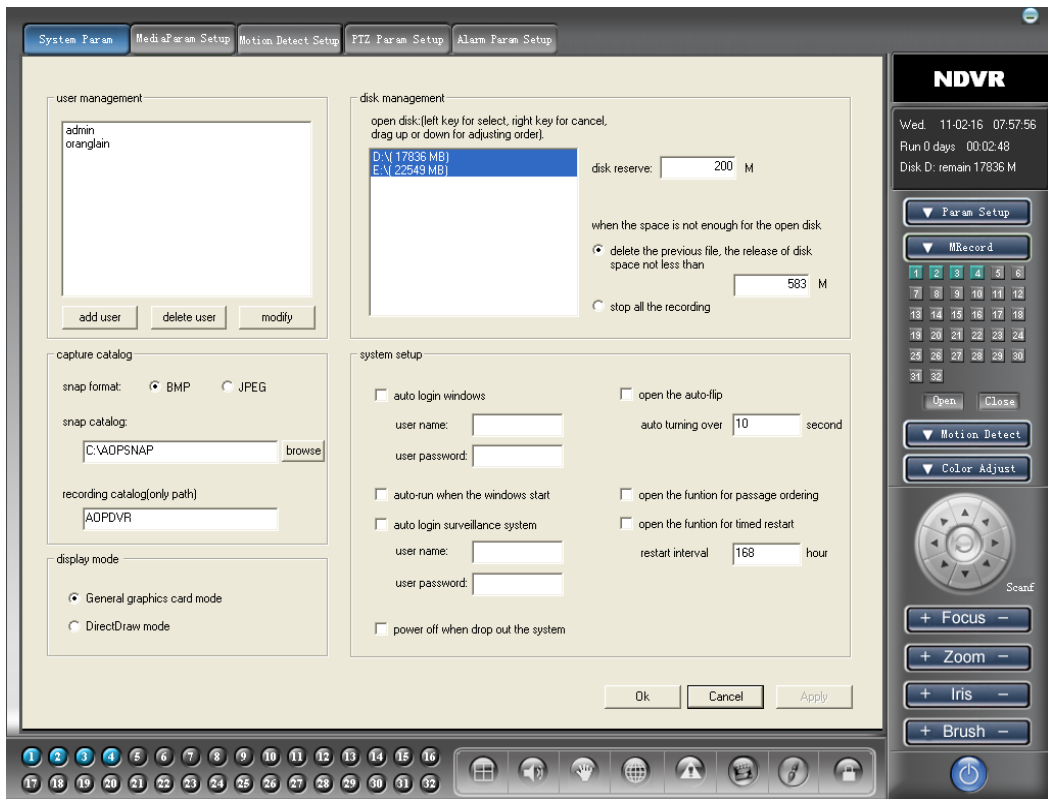 System Param
MediaParam Setup
Motion Detect Setup
PTZ Param Setup
Alarm Param Setup
user management
admin
oranglain
add user
delete user
modify
disk management
open disk:(left key for select, right key for cancel,
drag up or down for adjusting order).
D:\( 17836 MB)
E:\( 22549 MB)
disk reserve: 200 M
when the space is not enough for the open disk
delete the previous file, the release of disk
space not less than
583 M
stop all the recording
capture catalog
snap format: BMP JPEG
snap catalog:
C:\AOPSNAP browse
recording catalog(only path)
AOPDVR
display mode
General graphics card mode
DirectDraw mode
system setup
auto login windows
user name:
user password:
auto-run when the windows start
auto login surveillance system
user name:
user password:
power off when drop out the system
open the auto-flip
auto turning over 10 second
open the funtion for passage ordering
open the funtion for timed restart
restart interval 168 hour
Ok
Cancel
Apply
NDVR
Wed. 11-02-16 07:57:56
Run 0 days 00:02:48
Disk D: remain 17836 M
Param Setup
MRecord
1 2 3 4 5 6
7 8 9 10 11 12
13 14 15 16 17 18
19 20 21 22 23 24
25 26 27 28 29 30
31 32
Open Close
Motion Detect
Color Adjust
Scanf
+ Focus −
+ Zoom −
+ Iris −
+ Brush −
1 2 3 4 5 6 7 8 9 10 11 12 13 14 15 16
17 18 19 20 21 22 23 24 25 26 27 28 29 30 31 32